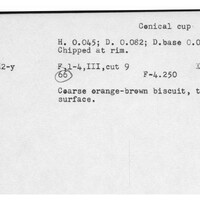 Conical cup
H. 0.045; D. 0.082; D.base 0.0
Chipped at rim.
2-y F.1-4,III,cut 9
66 F-4.250
Coarse orange-brown biscuit, t
surface.